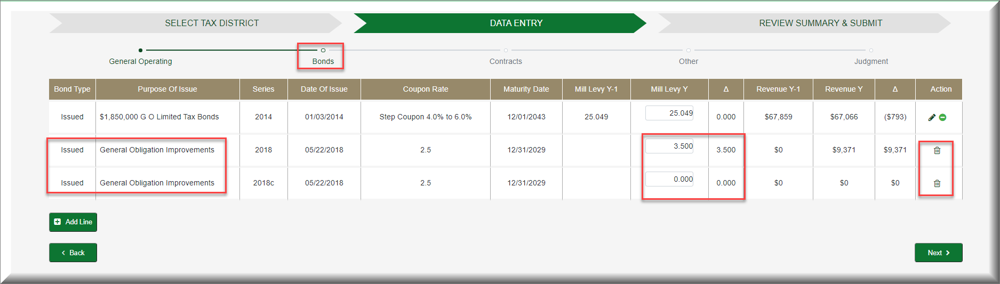 SELECT TAX DISTRICT DATA ENTRY REVIEW SUMMARY & SUBMIT
General Operating Bonds Contracts Other Judgment
Bond Type Purpose Of Issue Series Date Of Issue Coupon Rate Maturity Date Mill Levy Y-1 Mill Levy Y Δ Revenue Y-1 Revenue Y Δ Action
Issued $1,850,000 G O Limited Tax Bonds 2014 01/03/2014 Step Coupon 4.0% to 6.0% 12/01/2043 25.049 25.049 0.000 $67,859 $67,066 ($793)
Issued General Obligation Improvements 2018 05/22/2018 2.5 12/31/2029 3.500 3.500 $0 $9,371 $9,371
Issued General Obligation Improvements 2018c 05/22/2018 2.5 12/31/2029 0.000 0.000 $0 $0 $0
Add Line
Back Next